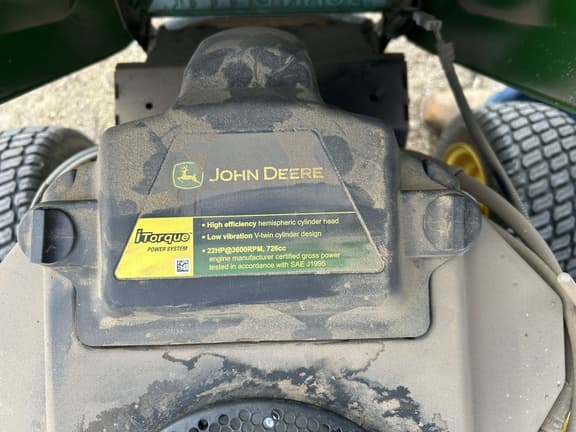 JOHN DEERE
iTorque
POWER SYSTEM
• High efficiency hemispheric cylinder head
• Low vibration V-twin cylinder design
• 22HP@3600RPM, 726cc
engine manufacturer certified gross power
tested in accordance with SAE J1995